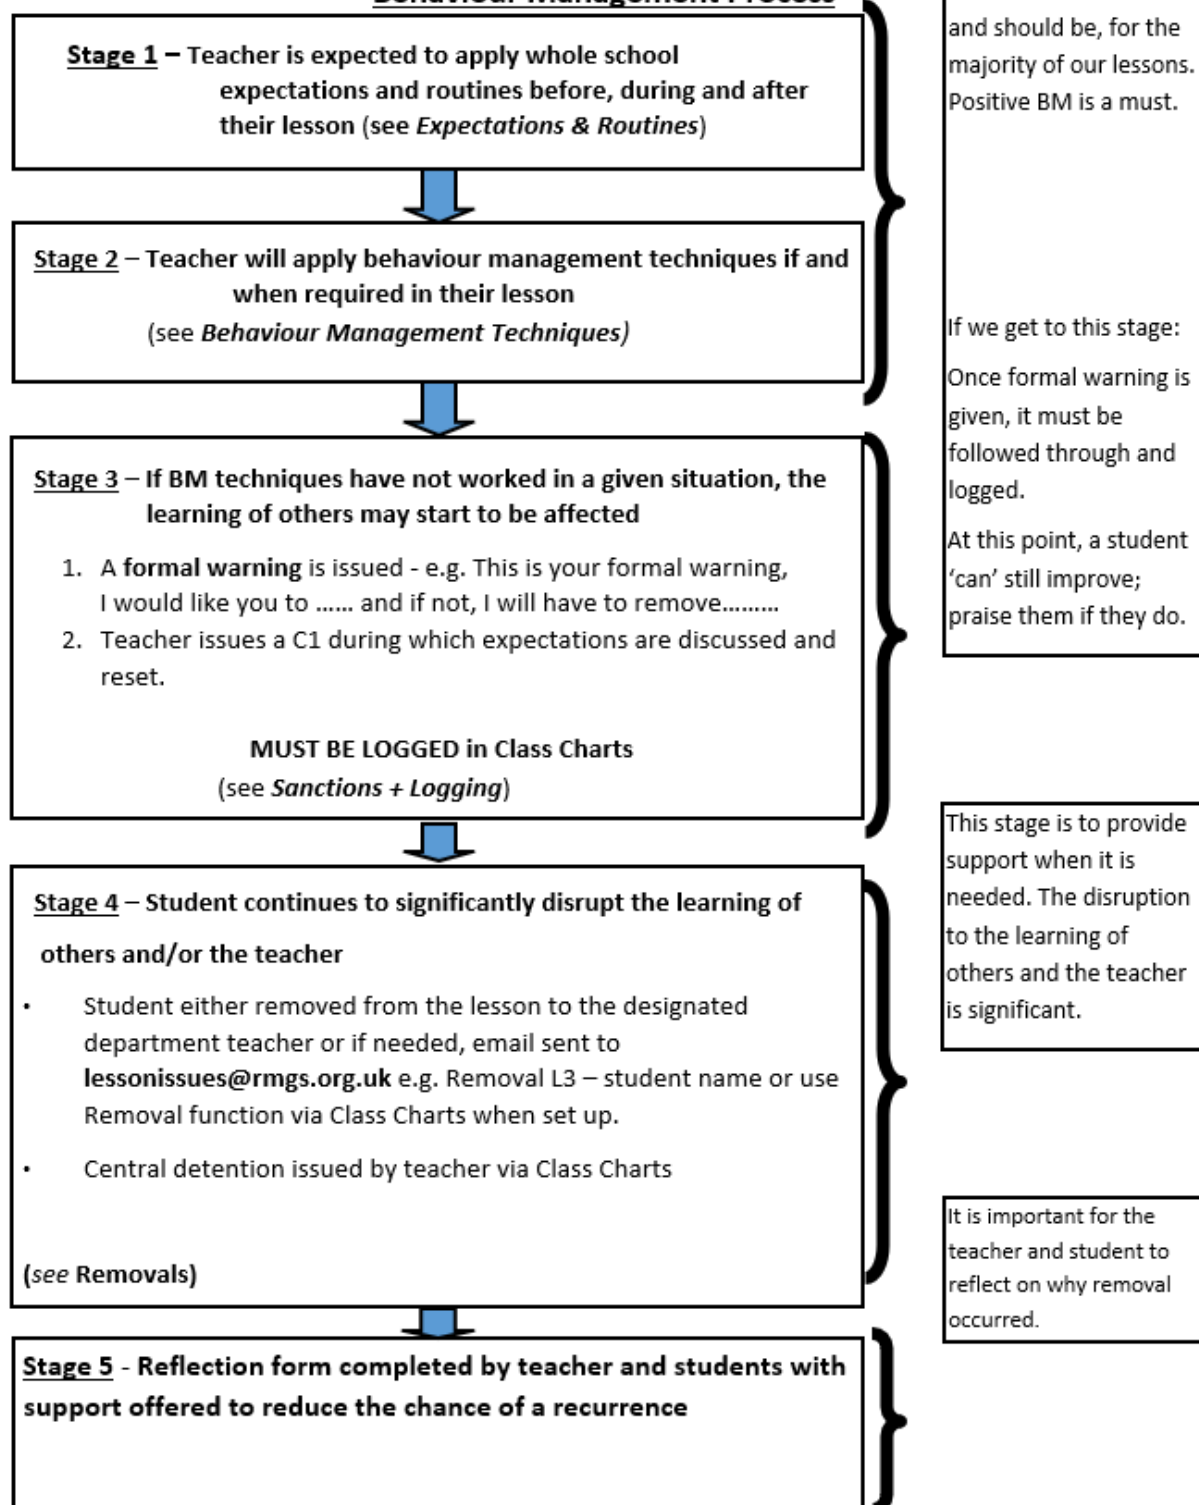 Behaviour Management Process
Stage 1 – Teacher is expected to apply whole school
expectations and routines before, during and after
their lesson (see Expectations & Routines)
and should be, for the
majority of our lessons.
Positive BM is a must.
Stage 2 – Teacher will apply behaviour management techniques if and
when required in their lesson
(see Behaviour Management Techniques)
If we get to this stage:
Once formal warning is
given, it must be
followed through and
logged.
At this point, a student
‘can’ still improve;
praise them if they do.
Stage 3 – If BM techniques have not worked in a given situation, the
learning of others may start to be affected
1. A formal warning is issued - e.g. This is your formal warning,
I would like you to …… and if not, I will have to remove………
2. Teacher issues a C1 during which expectations are discussed and
reset.
MUST BE LOGGED in Class Charts
(see Sanctions + Logging)
This stage is to provide
support when it is
needed. The disruption
to the learning of
others and the teacher
is significant.
Stage 4 – Student continues to significantly disrupt the learning of
others and/or the teacher
• Student either removed from the lesson to the designated
department teacher or if needed, email sent to
lessonissues@rmgs.org.uk e.g. Removal L3 – student name or use
Removal function via Class Charts when set up.
• Central detention issued by teacher via Class Charts
(see Removals)
It is important for the
teacher and student to
reflect on why removal
occurred.
Stage 5 - Reflection form completed by teacher and students with
support offered to reduce the chance of a recurrence